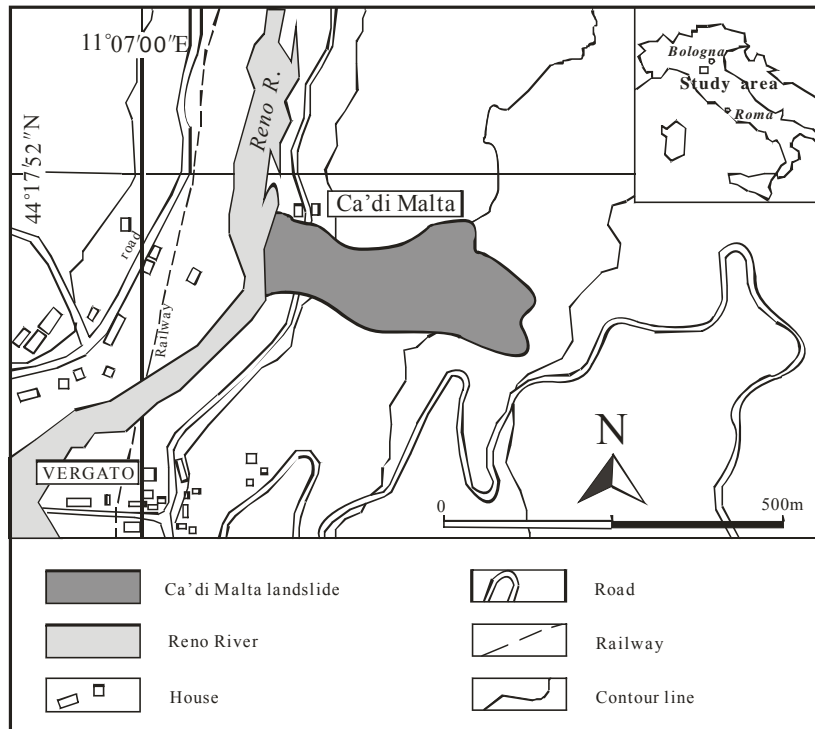 11°07′00″E
44°17′52″N
Reno R.
Bologna
Study area
Roma
Ca’di Malta
road
Railway
VERGATO
N
0
500m
Ca’di Malta landslide
Road
Reno River
Railway
House
Contour line